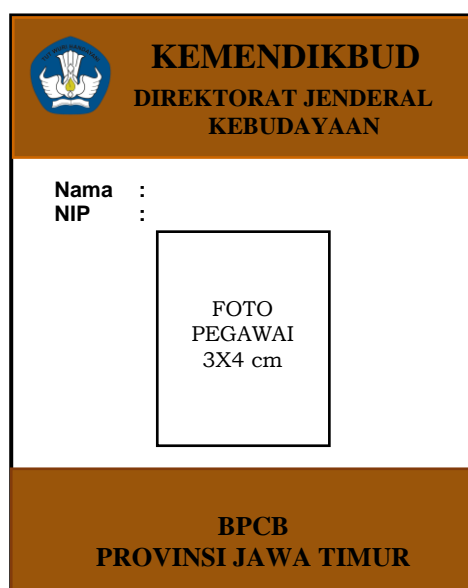 KEMENDIKBUD
DIREKTORAT JENDERAL
KEBUDAYAAN
Nama :
NIP :
FOTO
PEGAWAI
3X4 cm
BPCB
PROVINSI JAWA TIMUR